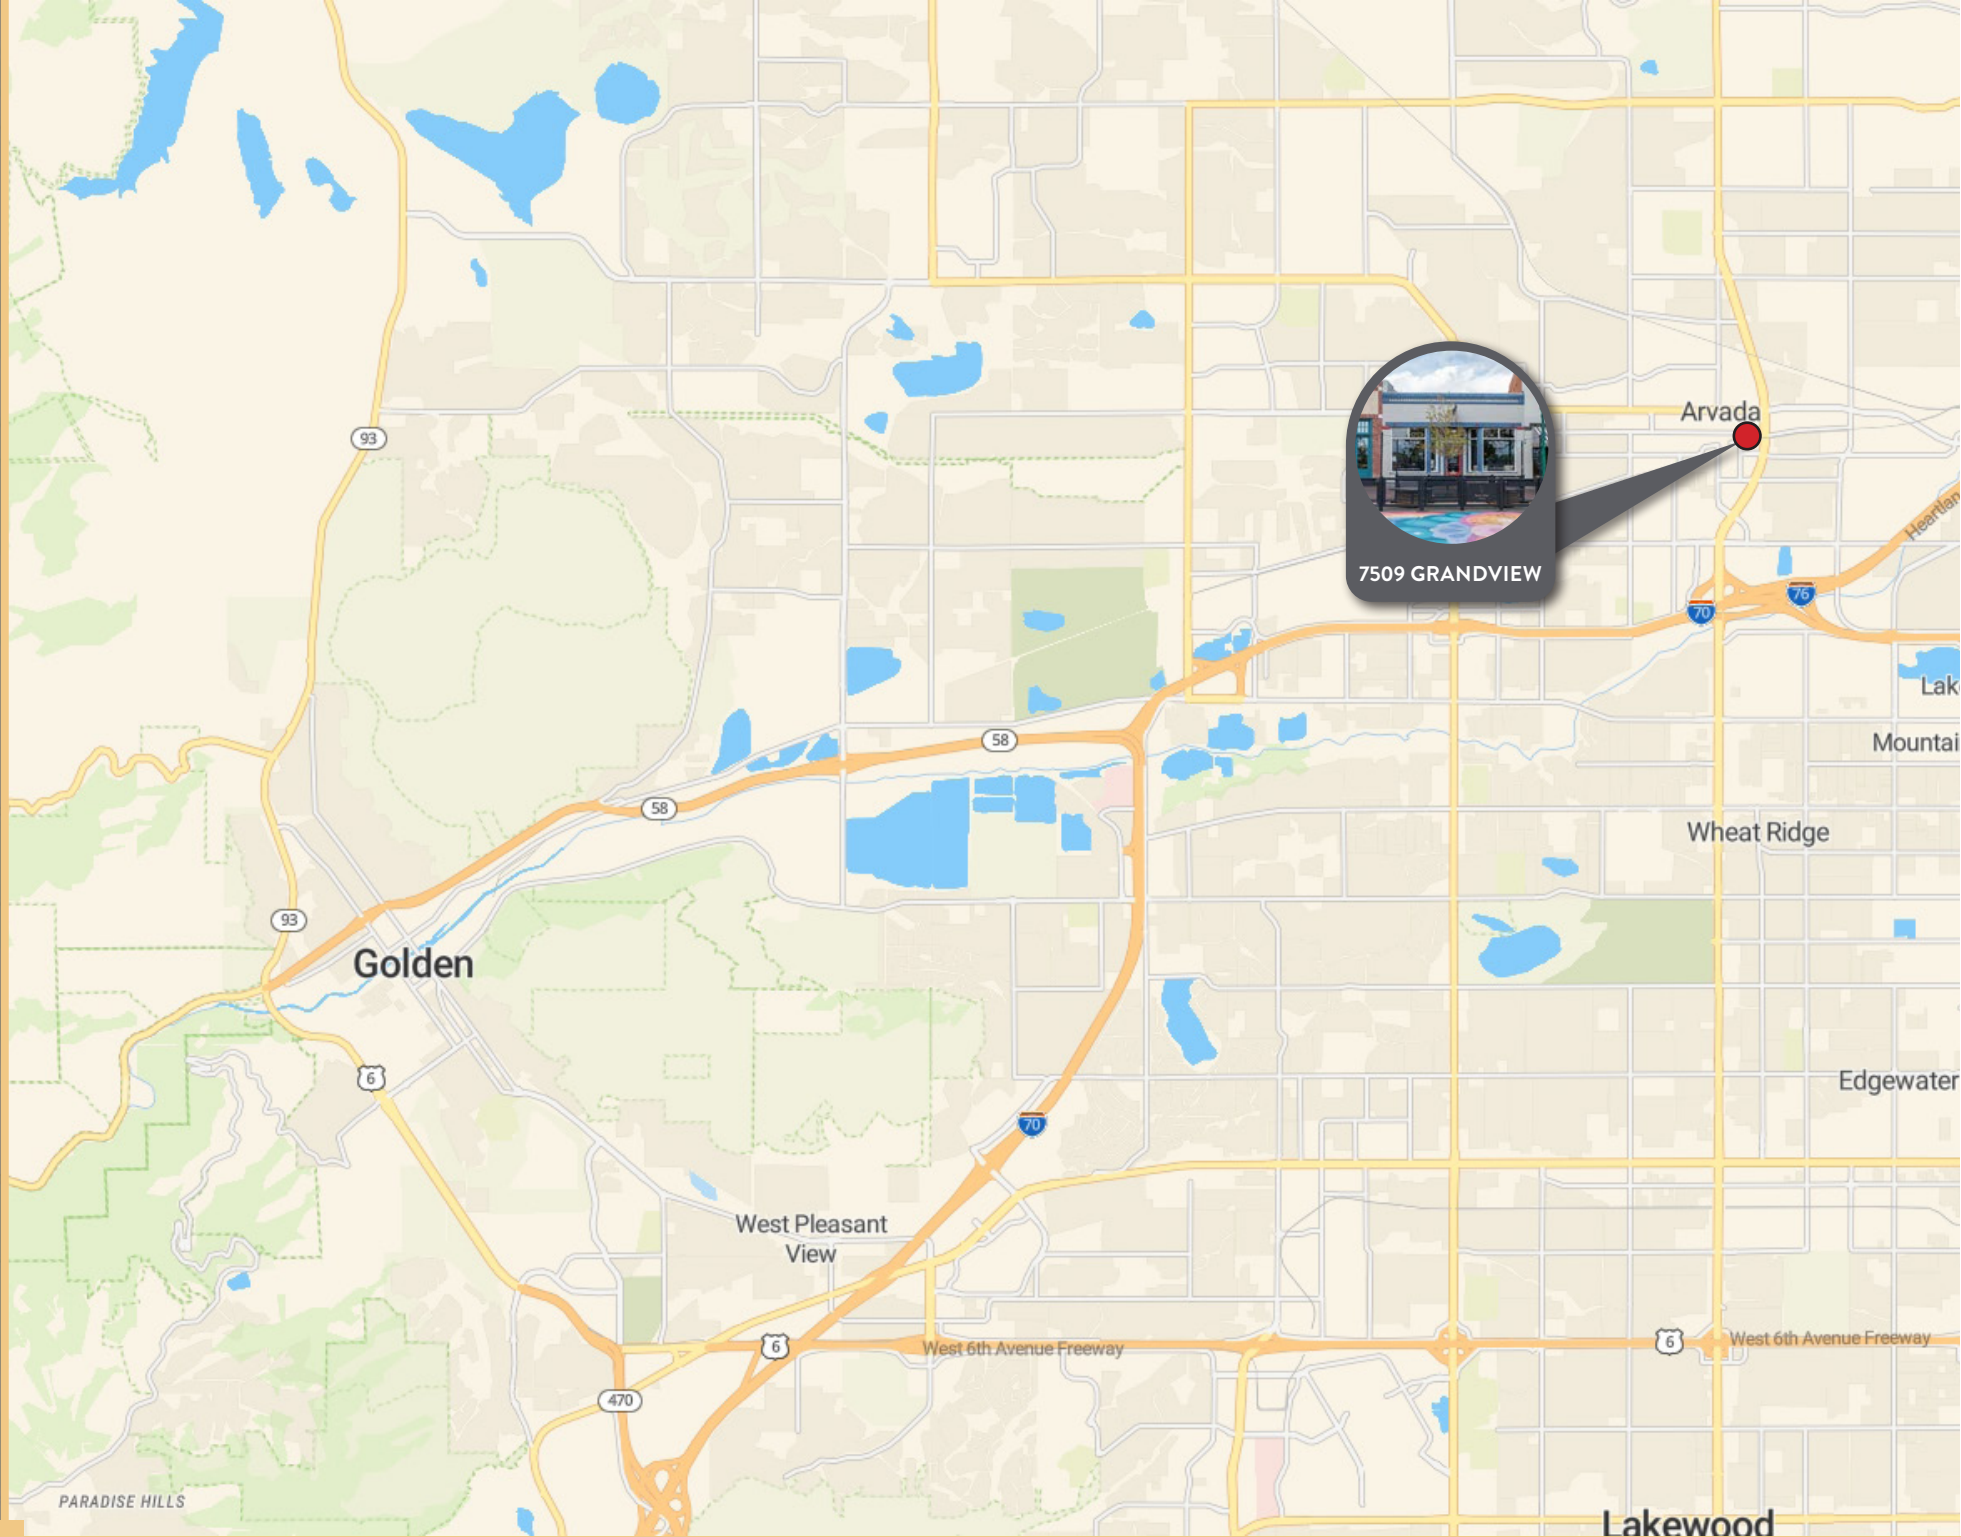 Arvada
93
Heartlan
7509 GRANDVIEW
76
70
Lak
58
Mountai
58
Wheat Ridge
93
Golden
6
Edgewater
70
West Pleasant
View
6
West 6th Avenue Freeway
6
West 6th Avenue Freeway
470
PARADISE HILLS
Lakewood